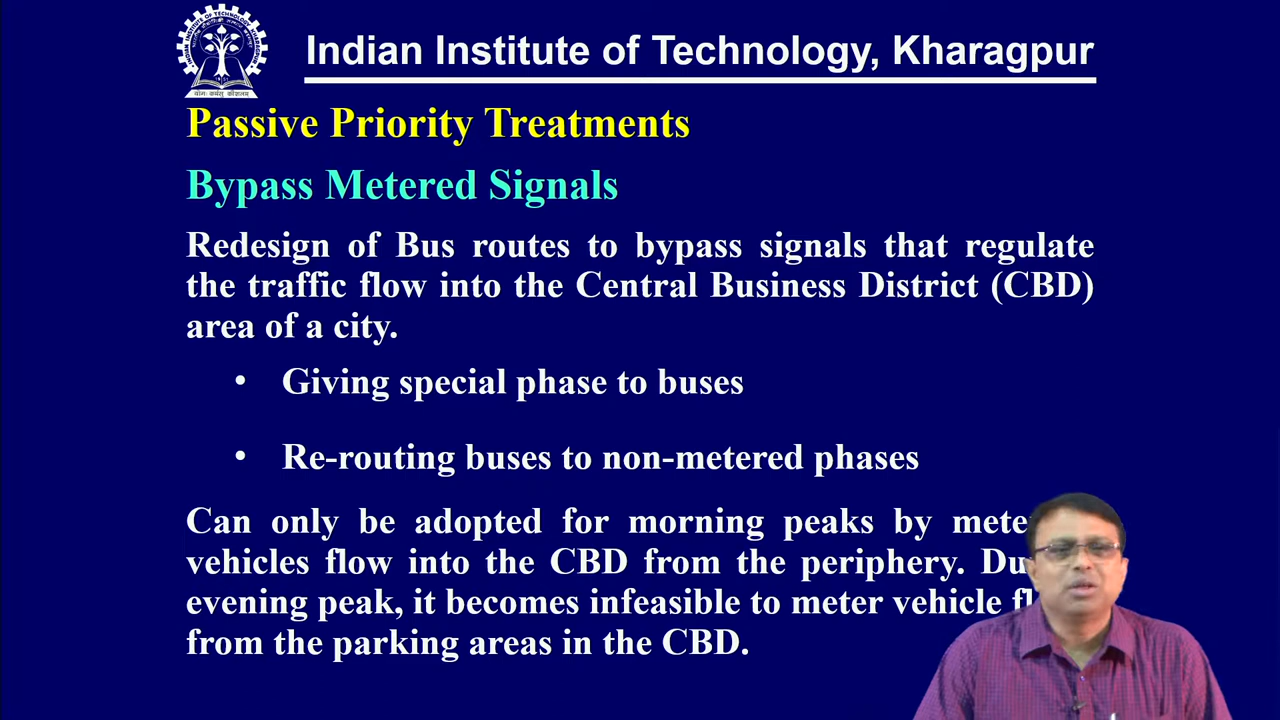 Indian Institute of Technology, Kharagpur
Passive Priority Treatments
Bypass Metered Signals
Redesign of Bus routes to bypass signals that regulate
the traffic flow into the Central Business District (CBD)
area of a city.
• Giving special phase to buses
• Re-routing buses to non-metered phases
Can only be adopted for morning peaks by
vehicles flow into the CBD from the periphery.
evening peak, it becomes infeasible to meter vehicle
from the parking areas in the CBD.